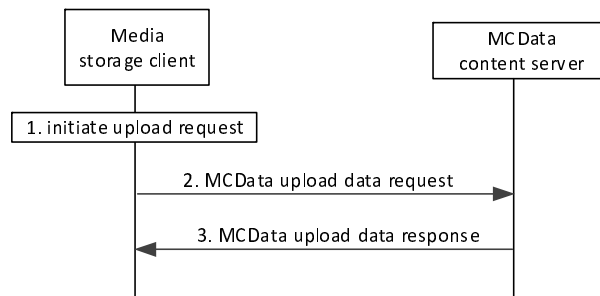 Media
storage client
MCData
content server
1. initiate upload request
2. MCData upload data request
3. MCData upload data response